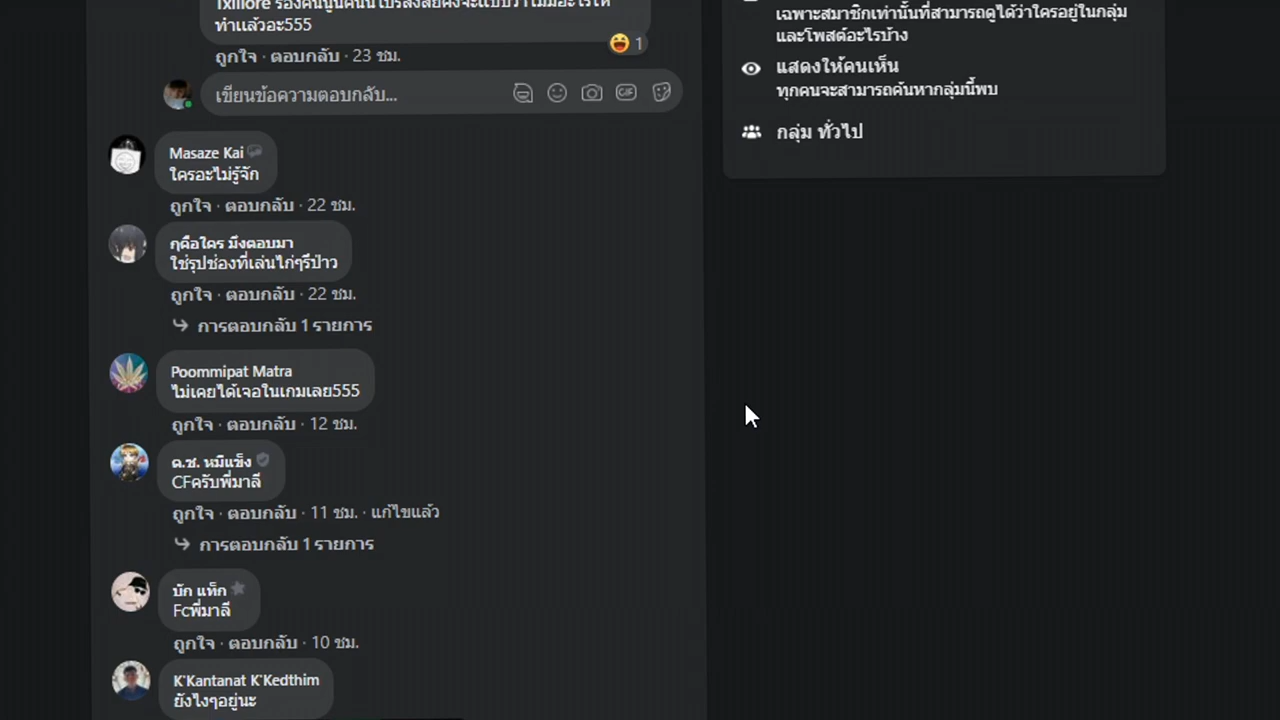 ทำแล้วอะ555
ถูกใจ · ตอบกลับ · 23 ชม.
1
เขียนข้อความตอบกลับ...
GIF
Masaze Kai
ใครอะไม่รู้จัก
ถูกใจ · ตอบกลับ · 22 ชม.
กูคือใคร มึงตอบมา
ใช่รุปช่องที่เล่นไก่ๆรึป่าว
ถูกใจ · ตอบกลับ · 22 ชม.
การตอบกลับ 1 รายการ
Poommipat Matra
ไม่เคยได้เจอในเกมเลย555
ถูกใจ · ตอบกลับ · 12 ชม.
ด.ช. หมีแข็ง
CFครับพี่มาลี
ถูกใจ · ตอบกลับ · 11 ชม. · แก้ไขแล้ว
การตอบกลับ 1 รายการ
บัก แห็ก
Fcพี่มาลี
ถูกใจ · ตอบกลับ · 10 ชม.
K'Kantanat K'Kedthim
ยังไงๆอยู่นะ
เฉพาะสมาชิกเท่านั้นที่สามารถดูได้ว่าใครอยู่ในกลุ่ม
และโพสต์อะไรบ้าง
แสดงให้คนเห็น
ทุกคนจะสามารถค้นหากลุ่มนี้พบ
กลุ่ม ทั่วไป